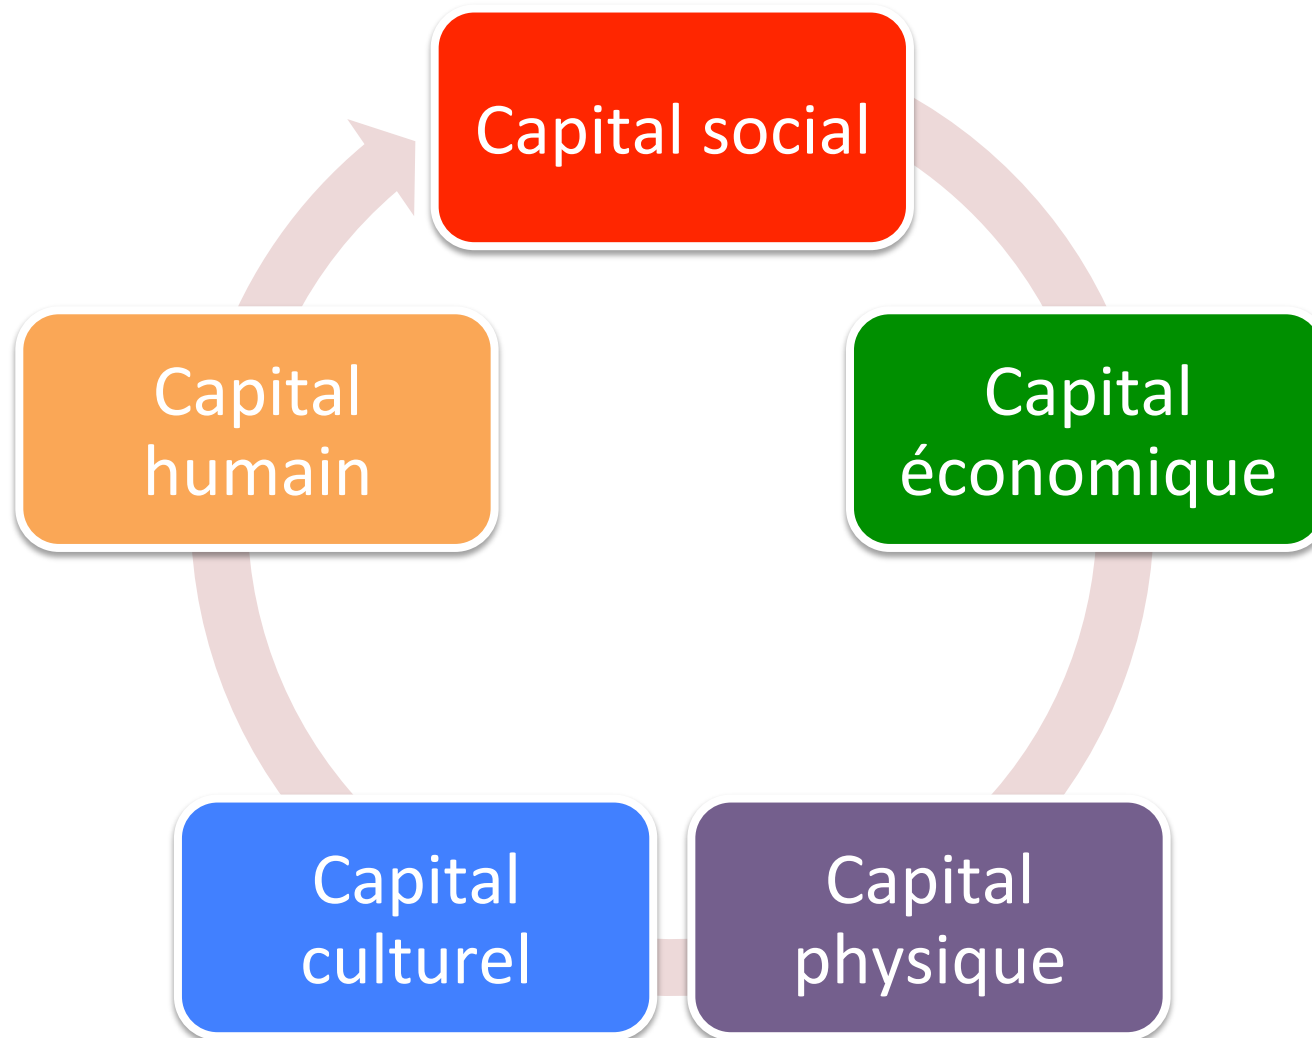 Capital social
Capital
humain
Capital
économique
Capital
culturel
Capital
physique